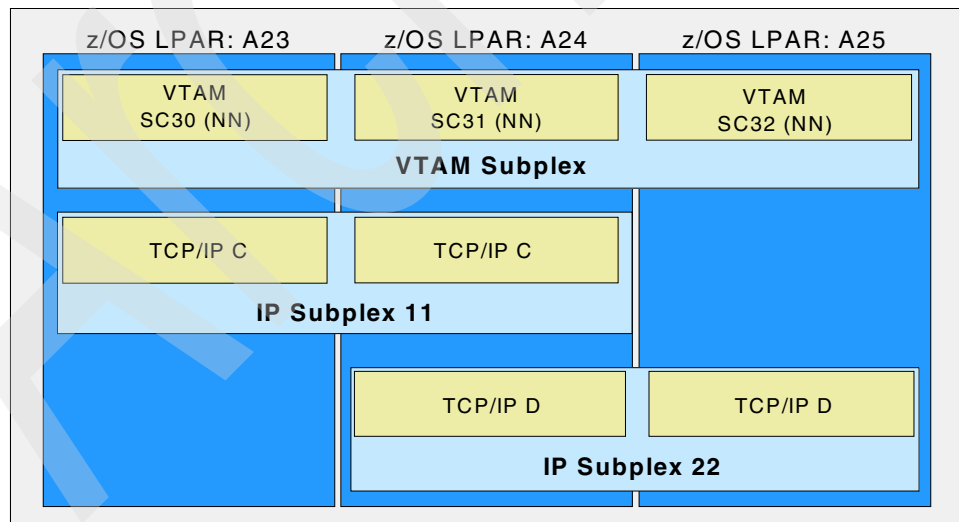 z/OS LPAR: A23
z/OS LPAR: A24
z/OS LPAR: A25
VTAM
SC30 (NN)
VTAM
SC31 (NN)
VTAM
SC32 (NN)
VTAM Subplex
TCP/IP C
TCP/IP C
IP Subplex 11
TCP/IP D
TCP/IP D
IP Subplex 22